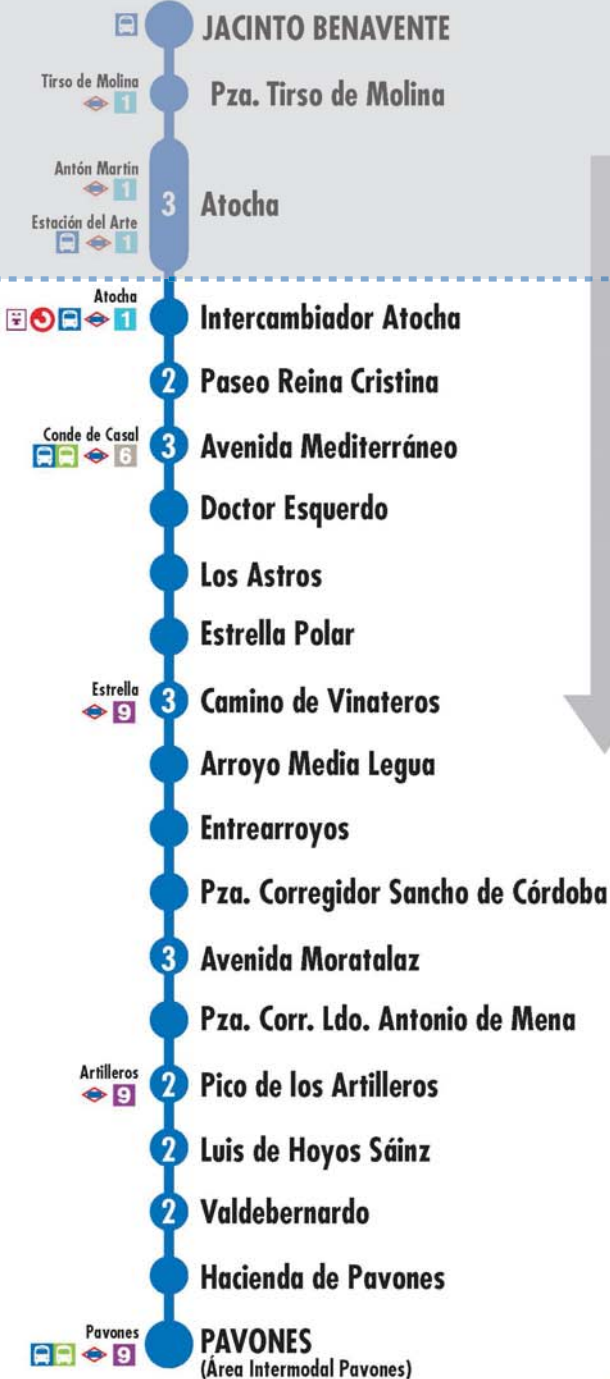 JACINTO BENAVENTE
Tirso de Molina
1
Pza. Tirso de Molina
Antón Martín
1
Estación del Arte
1
3
Atocha
Atocha
1
Intercambiador Atocha
2
Paseo Reina Cristina
Conde de Casal
6
3
Avenida Mediterráneo
Doctor Esquerdo
Los Astros
Estrella Polar
Estrella
9
3
Camino de Vinateros
Arroyo Media Legua
Entrearroyos
Pza. Corregidor Sancho de Córdoba
3
Avenida Moratalaz
Pza. Corr. Ldo. Antonio de Mena
Artilleros
9
2
Pico de los Artilleros
2
Luis de Hoyos Sáinz
2
Valdebernardo
Hacienda de Pavones
Pavones
9
PAVONES
(Área Intermodal Pavones)